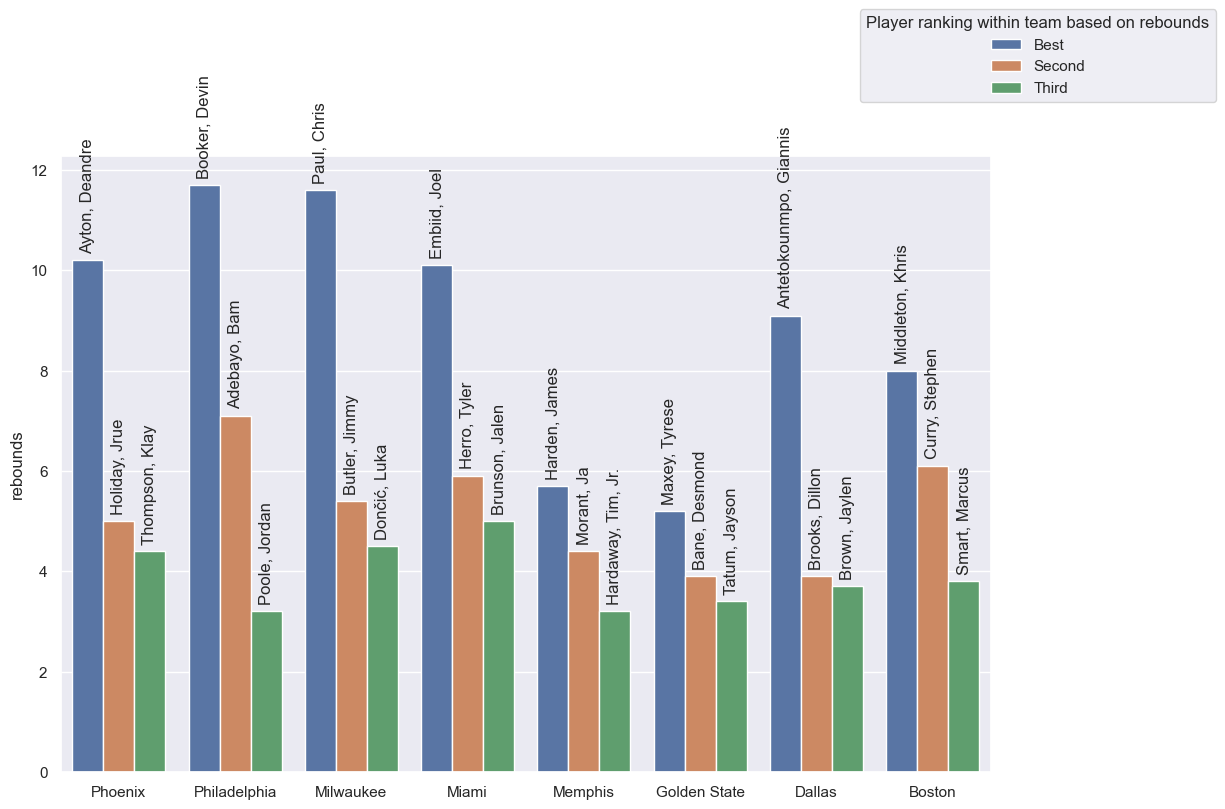 Player ranking within team based on rebounds
Best
Second
Third
rebounds
12
10
8
6
4
2
0
Ayton, Deandre
Holiday, Jrue
Thompson, Klay
Booker, Devin
Adebayo, Bam
Poole, Jordan
Paul, Chris
Butler, Jimmy
Dončić, Luka
Embiid, Joel
Herro, Tyler
Brunson, Jalen
Harden, James
Morant, Ja
Hardaway, Tim, Jr.
Maxey, Tyrese
Bane, Desmond
Tatum, Jayson
Antetokounmpo, Giannis
Brooks, Dillon
Brown, Jaylen
Middleton, Khris
Curry, Stephen
Smart, Marcus
Phoenix
Philadelphia
Milwaukee
Miami
Memphis
Golden State
Dallas
Boston